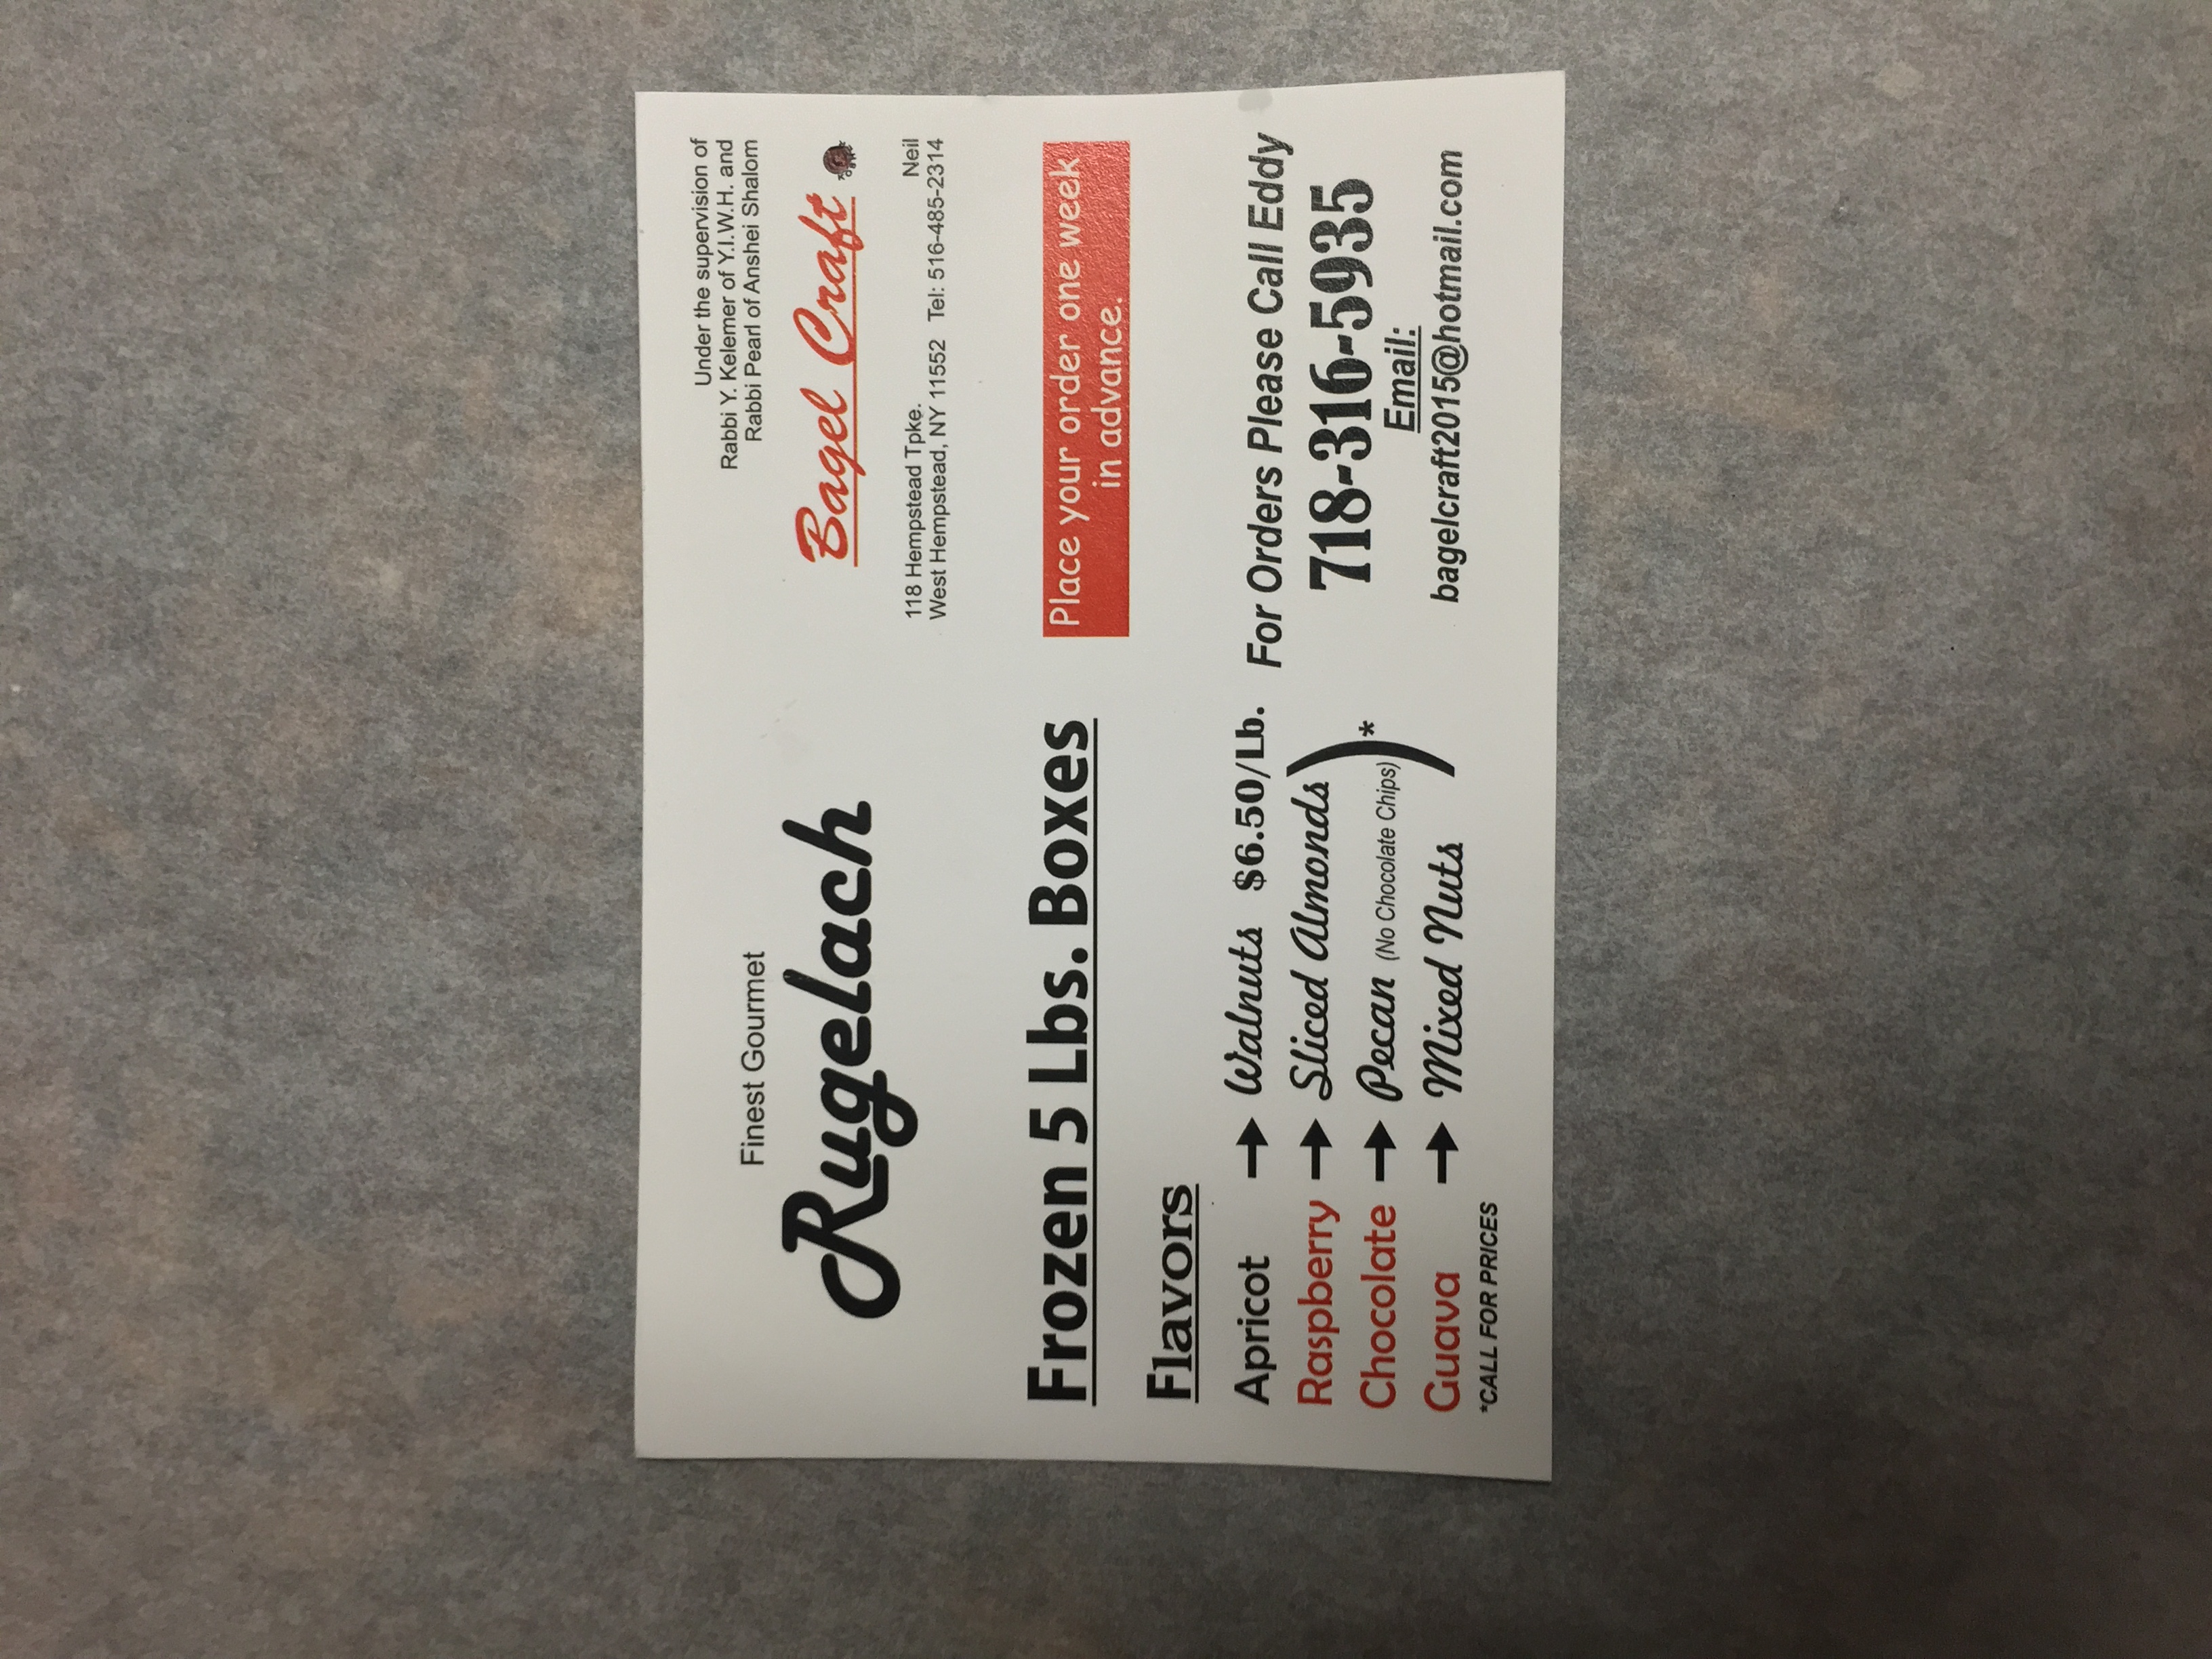 Finest Gourmet
Rugelach
Under the supervision of
Rabbi Y. Kelemer of Y.I.W.H. and
Rabbi Pearl of Anshei Shalom
Bagel Craft
Neil
118 Hempstead Tpke.
West Hempstead, NY 11552 Tel: 516-485-2314
Frozen 5 Lbs. Boxes
Place your order one week
in advance.
Flavors
Apricot → Walnuts $6.50/Lb.
Raspberry → Sliced Almonds
Chocolate → Pecan (No Chocolate Chips) ) *
Guava → Mixed Nuts
*CALL FOR PRICES
For Orders Please Call Eddy
718-316-5935
Email:
bagelcraft2015@hotmail.com